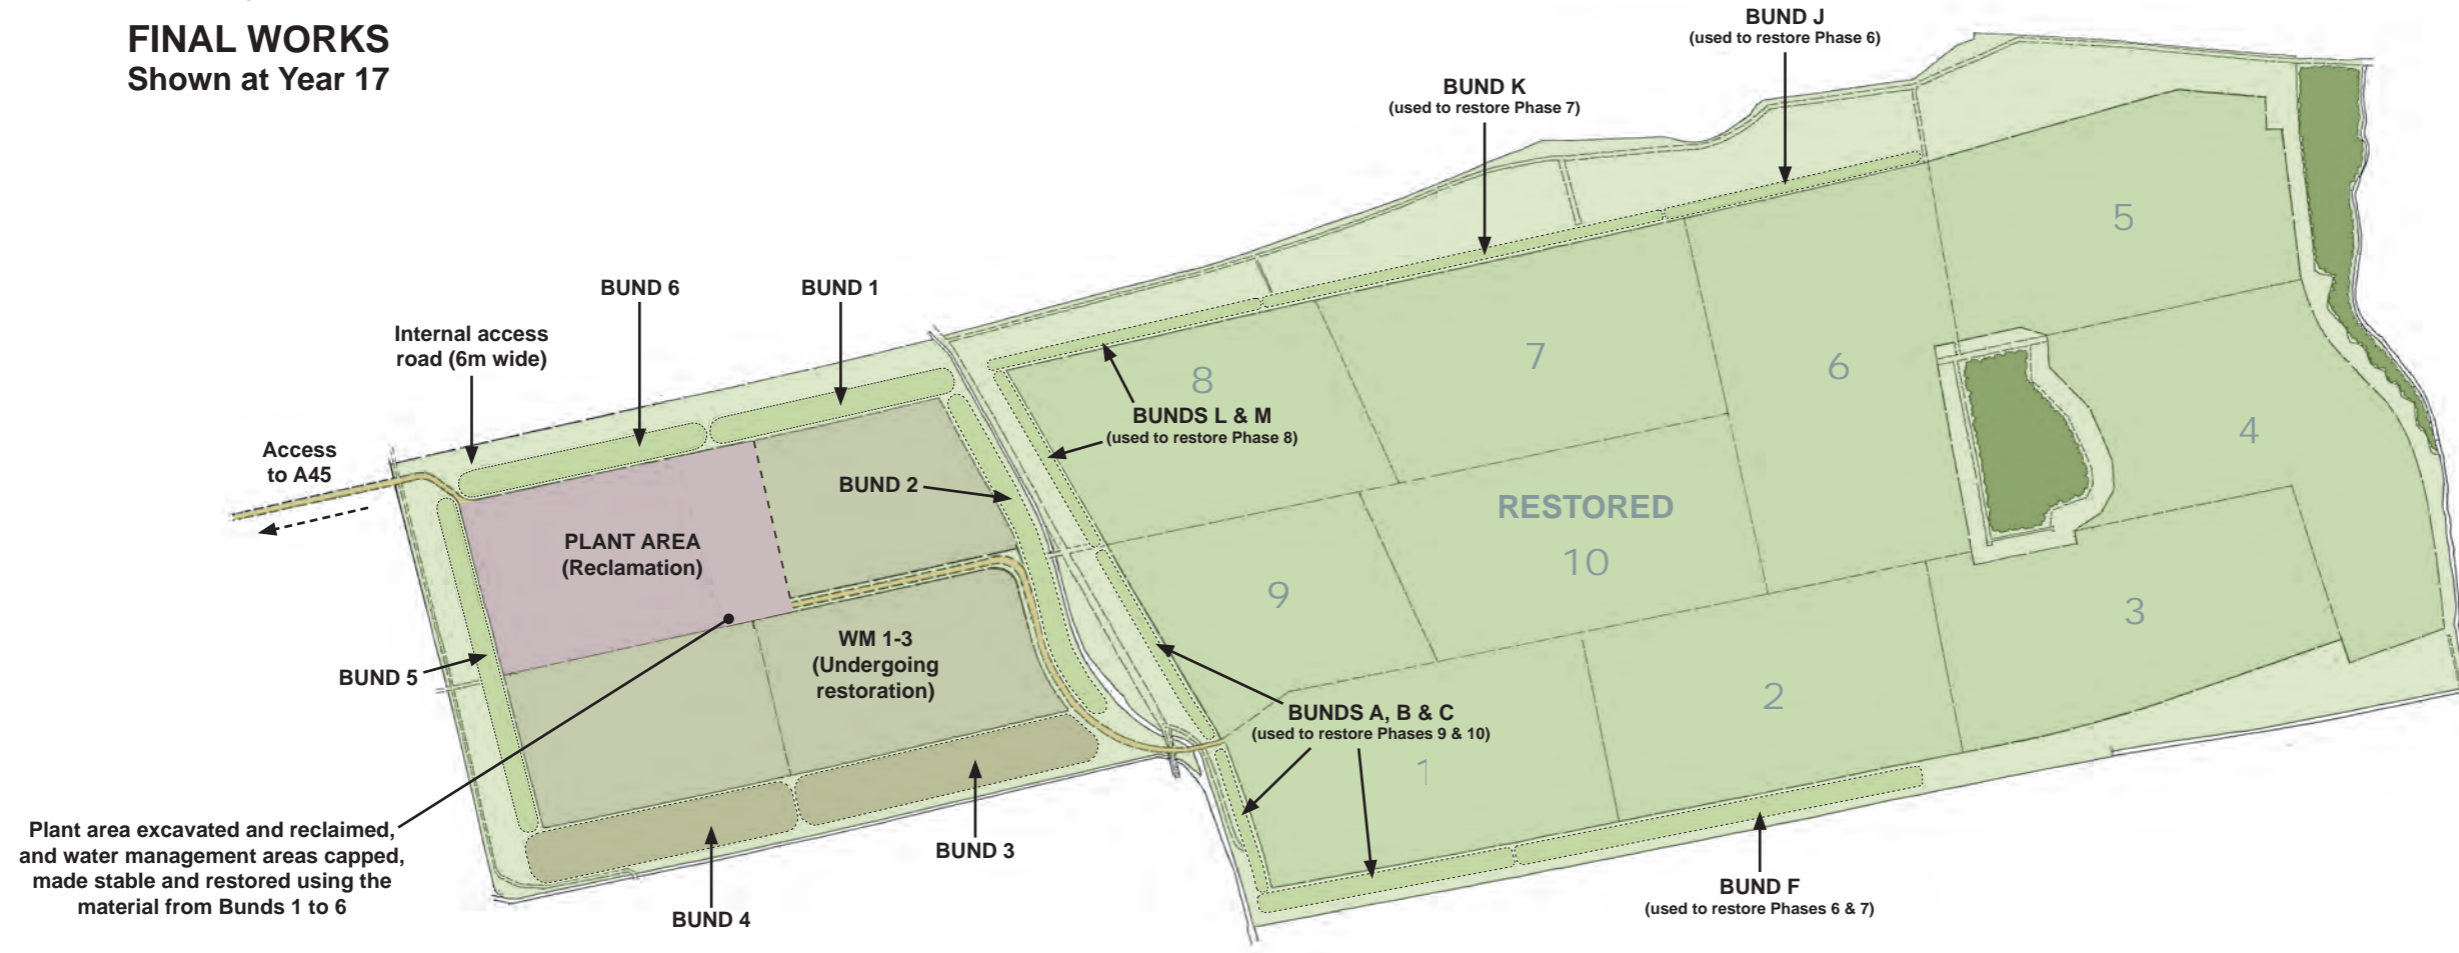 FINAL WORKS
Shown at Year 17
BUND J
(used to restore Phase 6)
BUND K
(used to restore Phase 7)
BUND 6
BUND 1
Internal access
road (6m wide)
Access
to A45
5
7
6
8
BUNDS L & M
(used to restore Phase 8)
4
BUND 2
RESTORED
10
PLANT AREA
(Reclamation)
9
3
WM 1-3
(Undergoing
restoration)
BUND 5
2
BUNDS A, B & C
(used to restore Phases 9 & 10)
1
Plant area excavated and reclaimed,
and water management areas capped,
made stable and restored using the
material from Bunds 1 to 6
BUND 3
BUND 4
BUND F
(used to restore Phases 6 & 7)